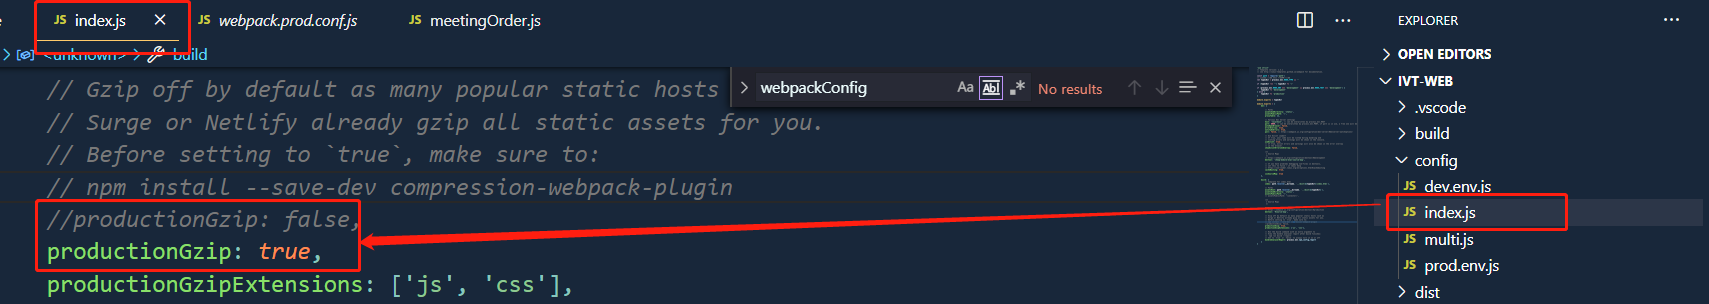 JS index.js × JS webpack.prod.conf.js JS meetingOrder.js
<unknown> build
// Gzip off by default as many popular static hosts
// Surge or Netlify already gzip all static assets for you.
// Before setting to `true`, make sure to:
// npm install --save-dev compression-webpack-plugin
//productionGzip: false,
productionGzip: true,
productionGzipExtensions: ['js', 'css'],
webpackConfig Aa Abl .* No results
EXPLORER
OPEN EDITORS
IVT-WEB
.vscode
build
config
JS dev.env.js
JS index.js
JS multi.js
JS prod.env.js
dist